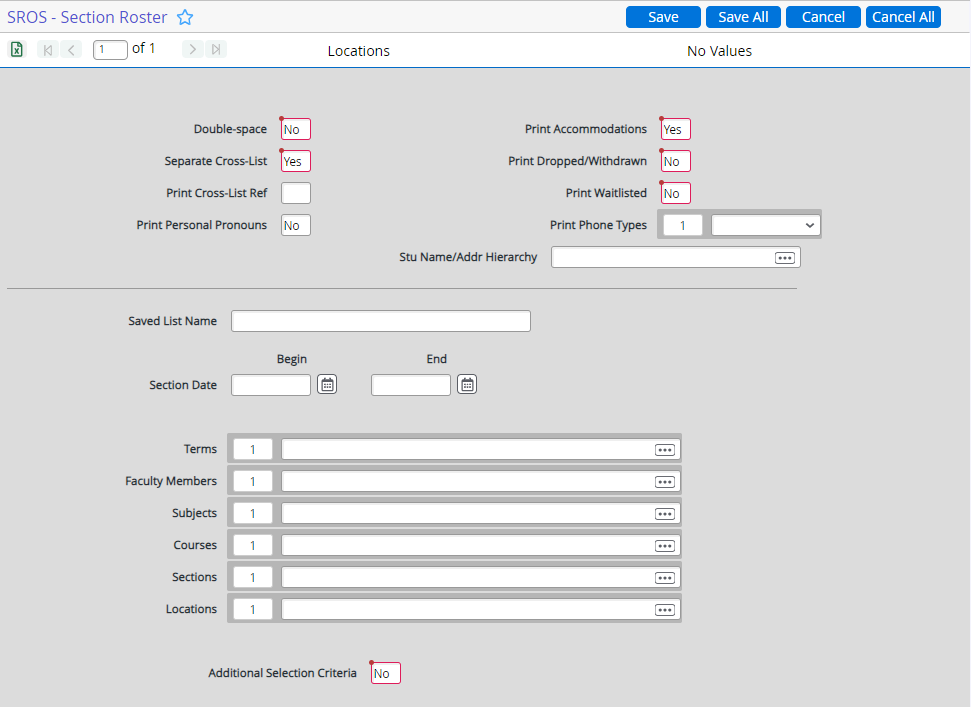 SROS - Section Roster Save Save All Cancel Cancel All
1 of 1 Locations No Values
Double-space No Print Accommodations Yes
Separate Cross-List Yes Print Dropped/Withdrawn No
Print Cross-List Ref Print Waitlisted No
Print Personal Pronouns No Print Phone Types 1
Stu Name/Addr Hierarchy
Saved List Name
Begin End
Section Date
Terms 1
Faculty Members 1
Subjects 1
Courses 1
Sections 1
Locations 1
Additional Selection Criteria No